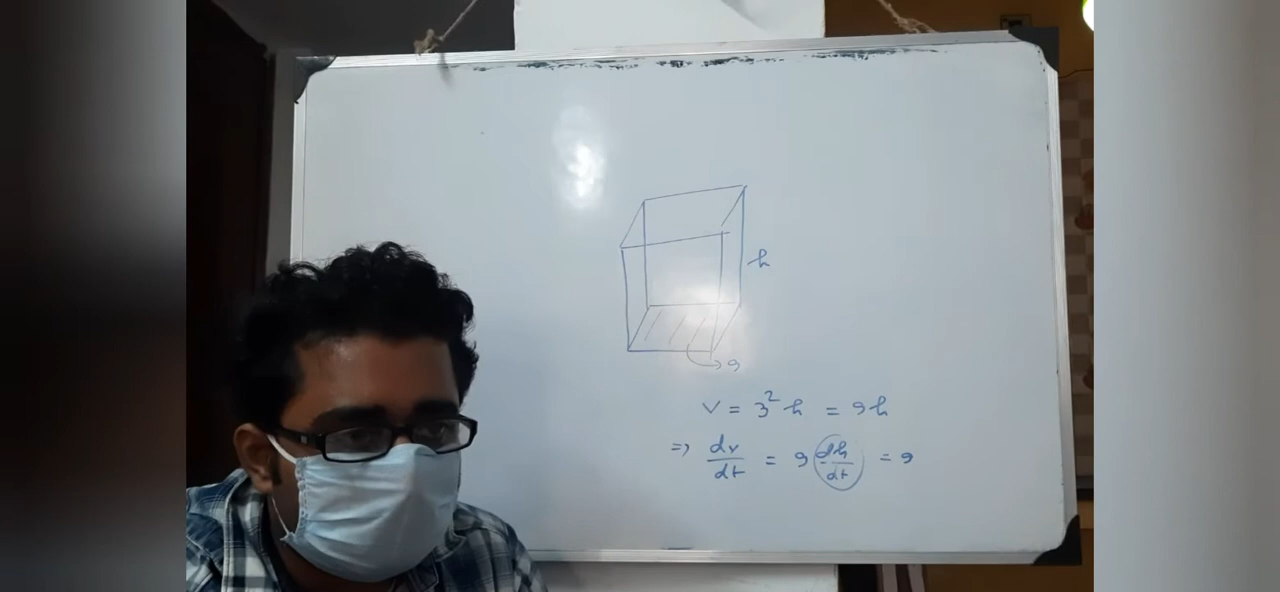 h
9
V = 3² h = 9h
=> dv/dt = 9 dh/dt = 9